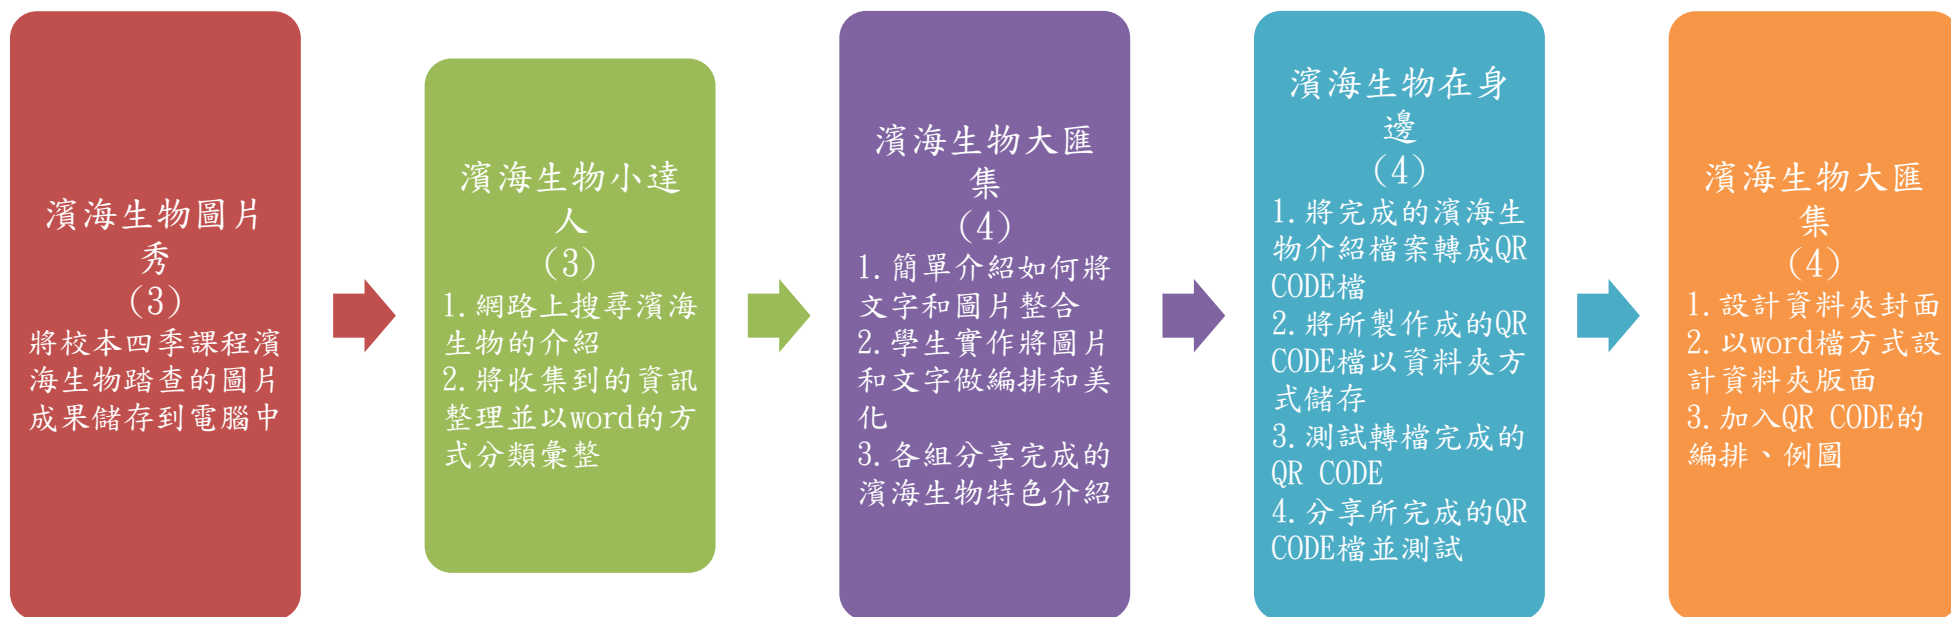 濱海生物圖片
秀
(3)
將校本四季課程濱
海生物踏查的圖片
成果儲存到電腦中
濱海生物小達
人
(3)
1.網路上搜尋濱海
生物的介紹
2.將收集到的資訊
整理並以word的方
式分類彙整
濱海生物大匯
集
(4)
1.簡單介紹如何將
文字和圖片整合
2.學生實作將圖片
和文字做編排和美
化
3.各組分享完成的
濱海生物特色介紹
濱海生物在身
邊
(4)
1.將完成的濱海生
物介紹檔案轉成QR
CODE檔
2.將所製作成的QR
CODE檔以資料夾方
式儲存
3.測試轉檔完成的
QR CODE
4.分享所完成的QR
CODE檔並測試
濱海生物大匯
集
(4)
1.設計資料夾封面
2.以word檔方式設
計資料夾版面
3.加入QR CODE的
編排、例圖